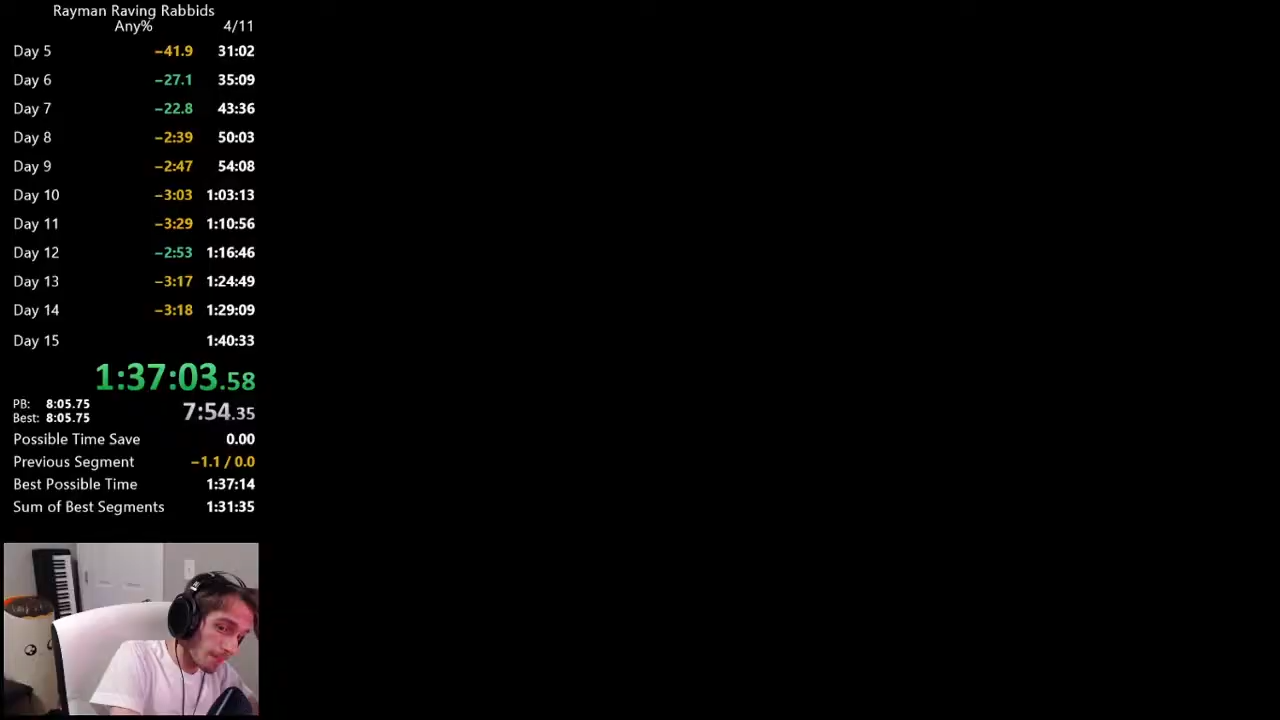 Rayman Raving Rabbids
Any% 4/11
Day 5 −41.9 31:02
Day 6 −27.1 35:09
Day 7 −22.8 43:36
Day 8 −2:39 50:03
Day 9 −2:47 54:08
Day 10 −3:03 1:03:13
Day 11 −3:29 1:10:56
Day 12 −2:53 1:16:46
Day 13 −3:17 1:24:49
Day 14 −3:18 1:29:09
Day 15 1:40:33
1:37:03.58
PB: 8:05.75
Best: 8:05.75
7:54.35
Possible Time Save 0.00
Previous Segment −1.1 / 0.0
Best Possible Time 1:37:14
Sum of Best Segments 1:31:35